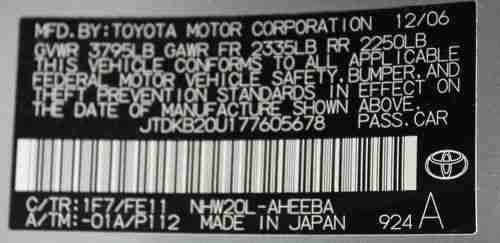 MFD.BY:TOYOTA MOTOR CORPORATION 12/06
GVWR 3795LB GAWR FR 2335LB RR 2250LB
THIS VEHICLE CONFORMS TO ALL APPLICABLE
FEDERAL MOTOR VEHICLE SAFETY,BUMPER,AND
THEFT PREVENTION STANDARDS IN EFFECT ON
THE DATE OF MANUFACTURE SHOWN ABOVE.
JTDKB20U177605678 PASS.CAR
C/TR:1F7/FE11 NHW20L-AHEEBA
A/TM:-01A/P112 MADE IN JAPAN 924 A